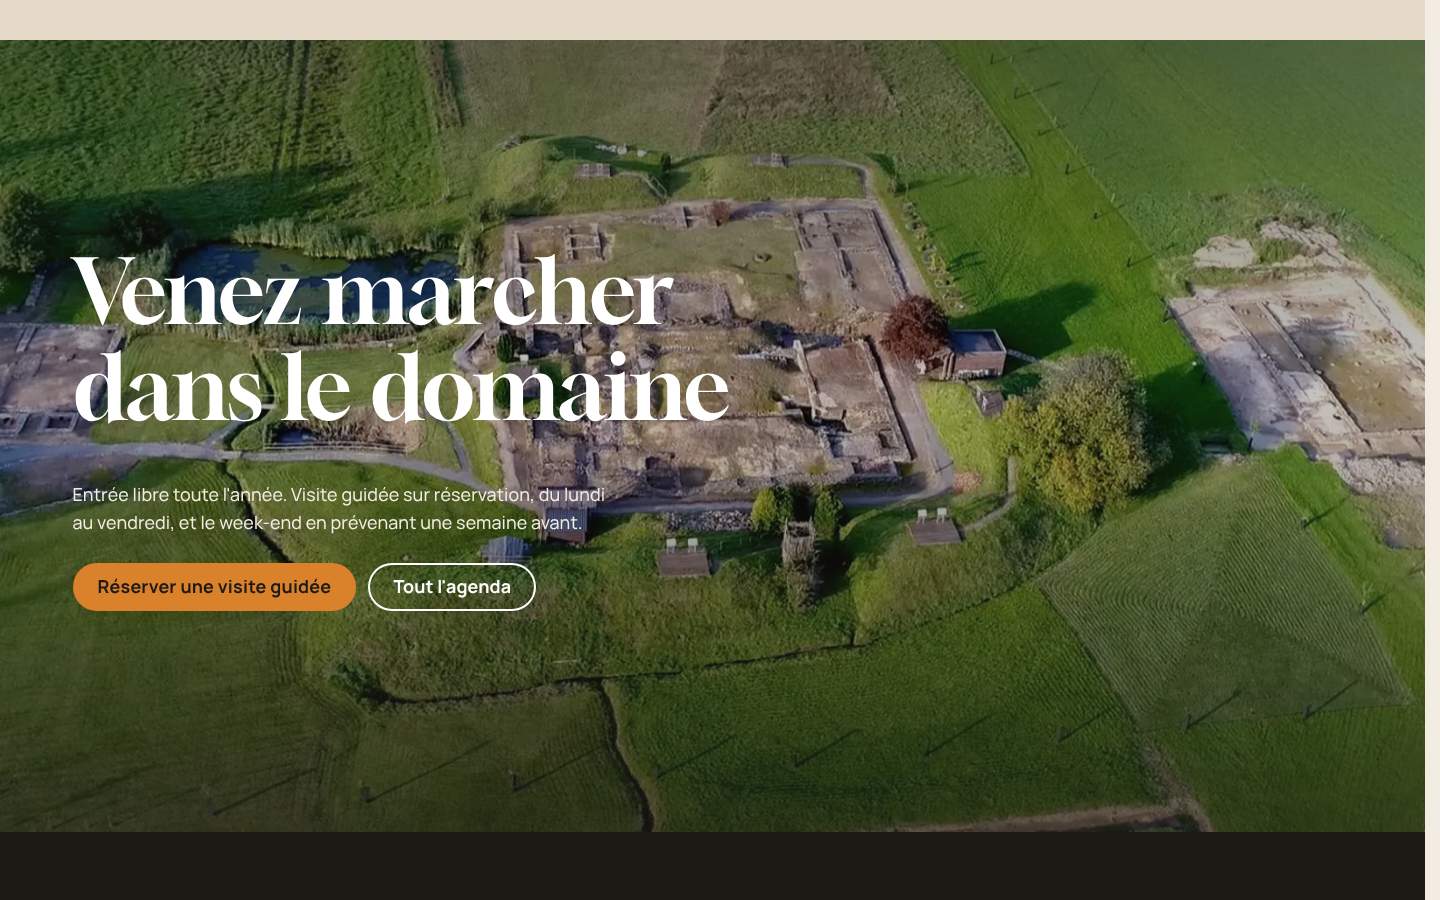 Venez marcher
dans le domaine
Entrée libre toute l'année. Visite guidée sur réservation, du lundi
au vendredi, et le week-end en prévenant une semaine avant.
Réserver une visite guidée
Tout l'agenda